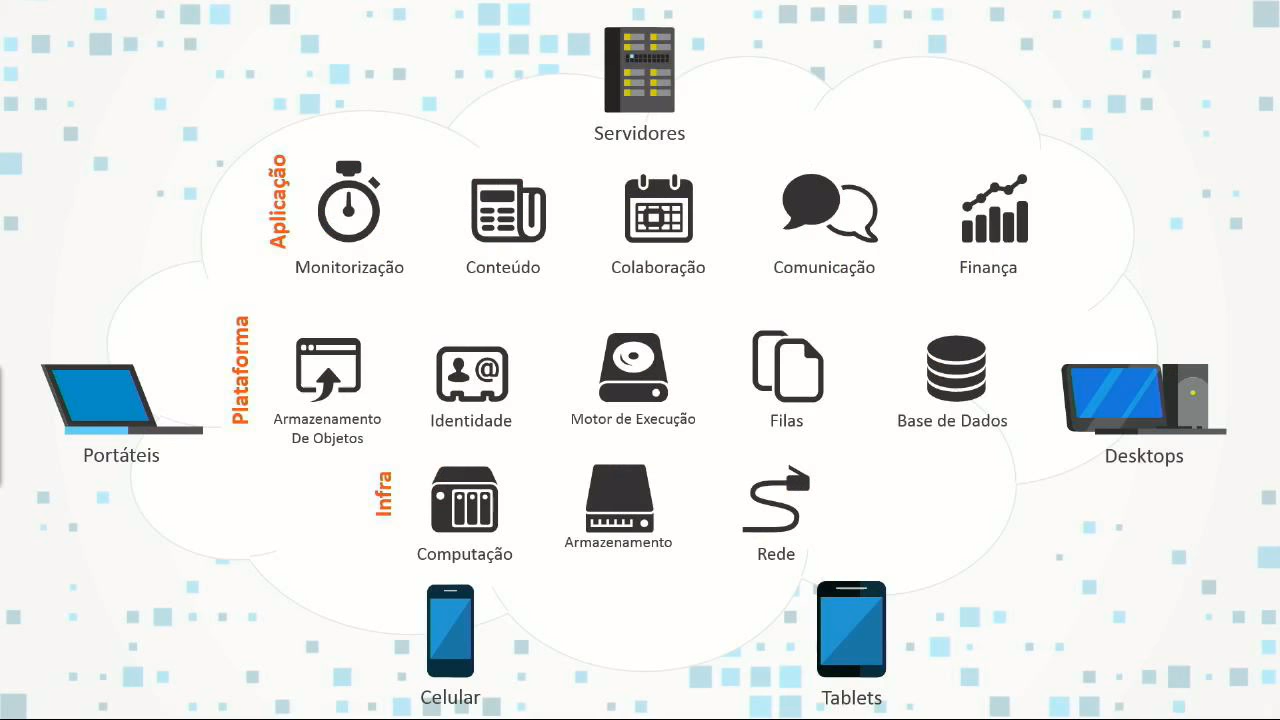 Servidores
Aplicação
Monitorização
Conteúdo
Colaboração
Comunicação
Finança
Plataforma
Armazenamento
De Objetos
Identidade
@
Motor de Execução
Filas
Base de Dados
Portáteis
Desktops
Infra
Computação
Armazenamento
Rede
Celular
Tablets